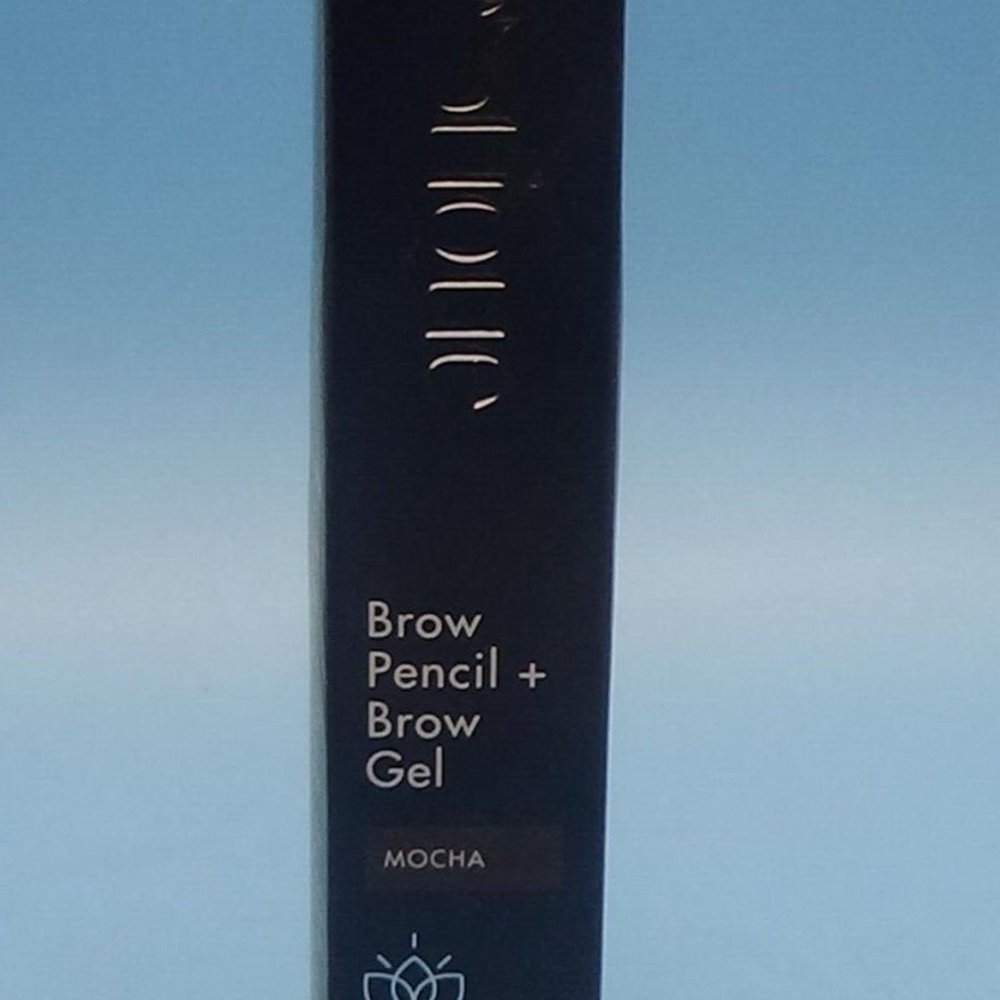 Brow
Pencil +
Brow
Gel
MOCHA